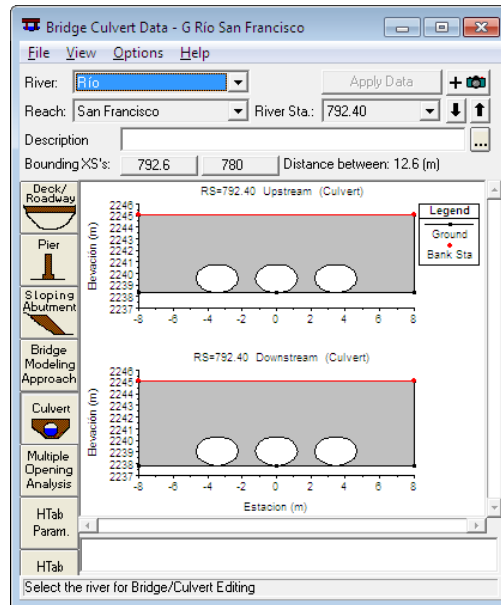 Bridge Culvert Data - G Río San Francisco
File View Options Help
River: Río Apply Data
Reach: San Francisco River Sta.: 792.40
Description ...
Bounding XS's: 792.6 780 Distance between: 12.6 (m)
Deck/
Roadway
Pier
Sloping
Abutment
Bridge
Modeling
Approach
Culvert
Multiple
Opening
Analysis
HTab
Param.
HTab
RS=792.40 Upstream (Culvert)
Elevación (m)
2246
2245
2244
2243
2242
2241
2240
2239
2238
2237
-8 -6 -4 -2 0 2 4 6 8
Legend
Ground
Bank Sta
RS=792.40 Downstream (Culvert)
Elevación (m)
2246
2245
2244
2243
2242
2241
2240
2239
2238
2237
-8 -6 -4 -2 0 2 4 6 8
Estacion (m)
Select the river for Bridge/Culvert Editing